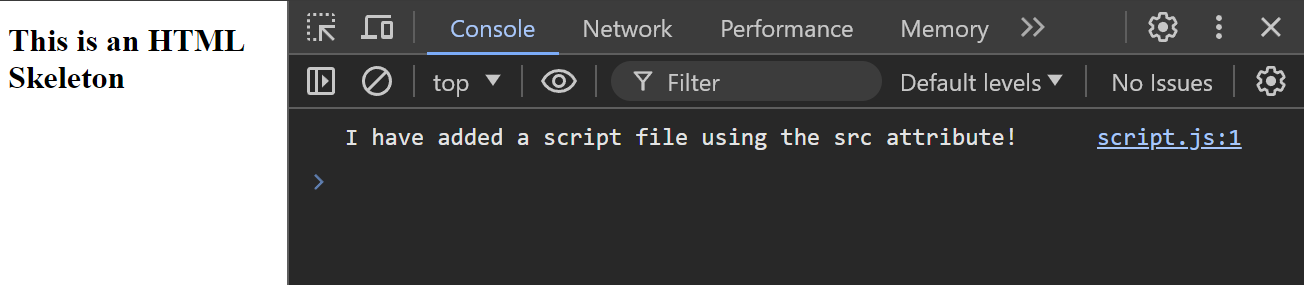 This is an HTML
Skeleton
Console Network Performance Memory
top Filter Default levels No Issues
I have added a script file using the src attribute! script.js:1